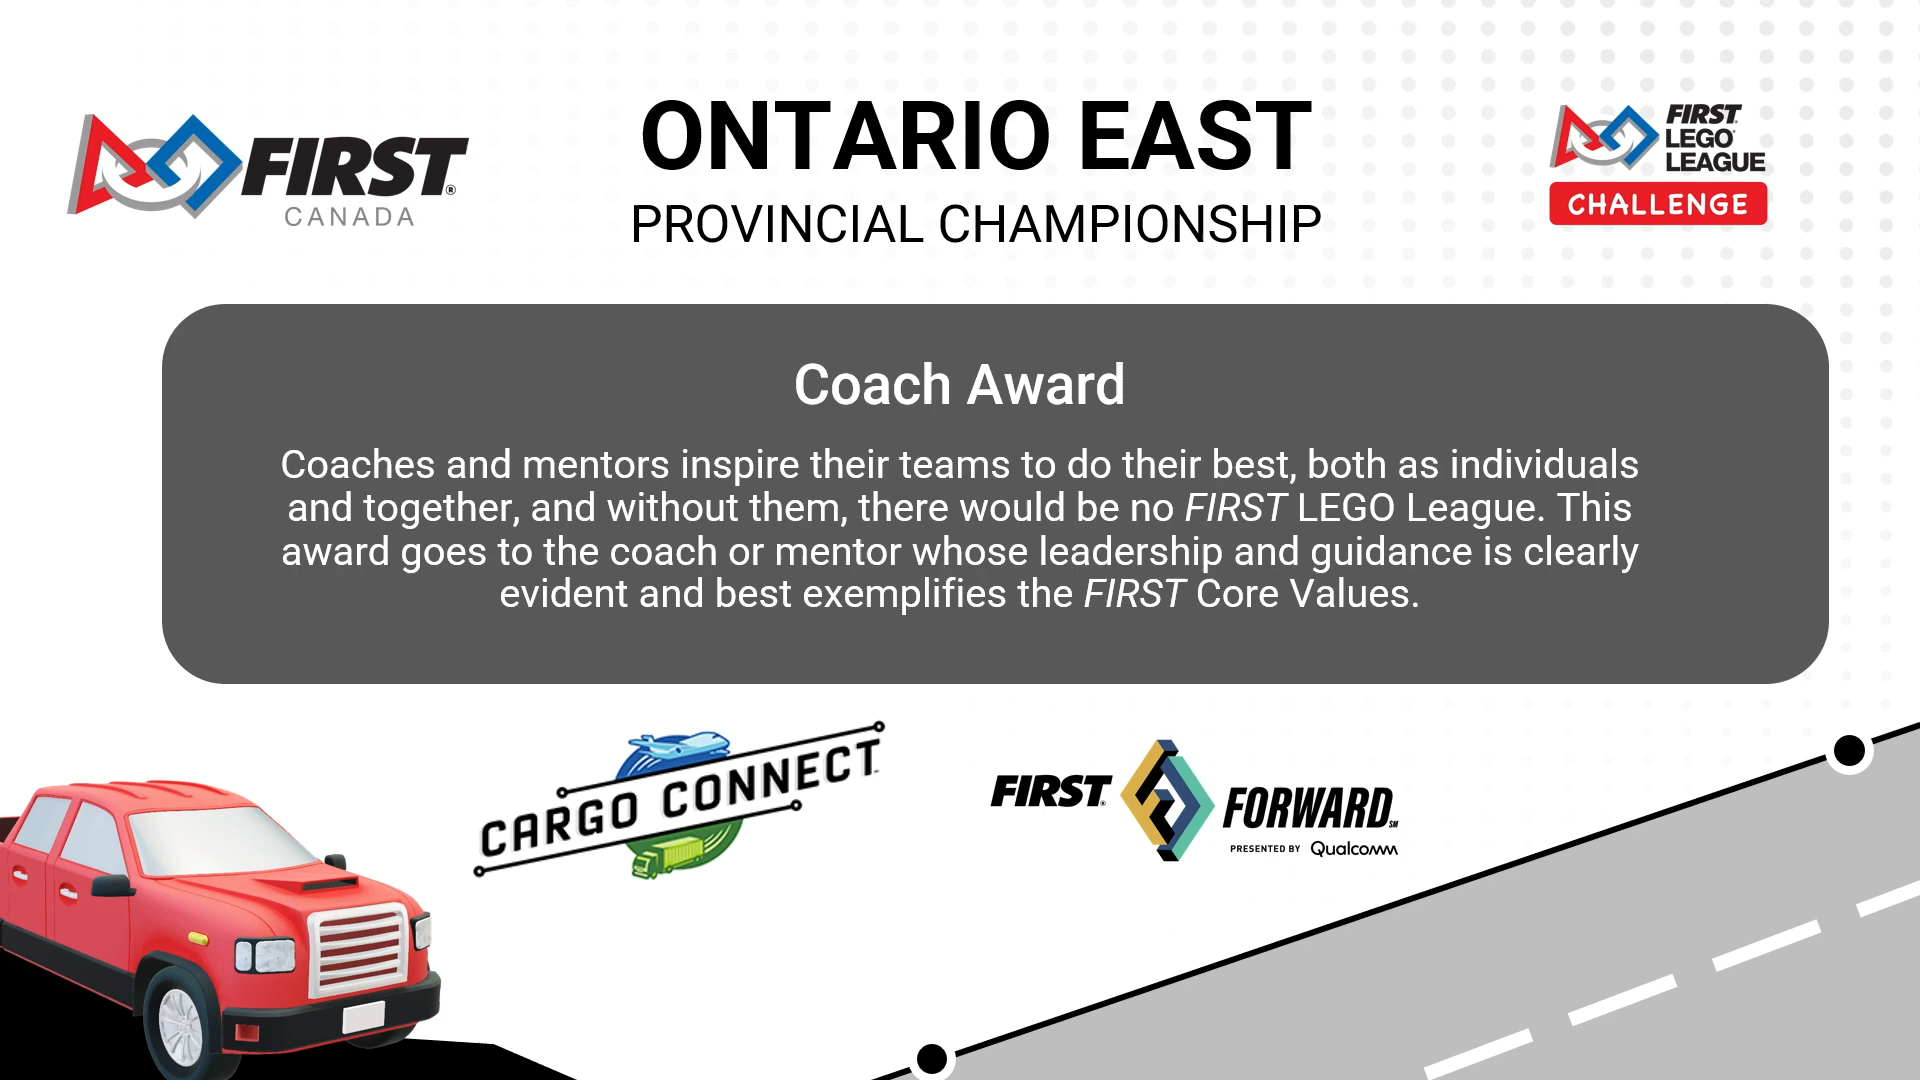 FIRST®
CANADA
ONTARIO EAST
PROVINCIAL CHAMPIONSHIP
FIRST
LEGO®
LEAGUE
CHALLENGE
Coach Award
Coaches and mentors inspire their teams to do their best, both as individuals
and together, and without them, there would be no FIRST LEGO League. This
award goes to the coach or mentor whose leadership and guidance is clearly
evident and best exemplifies the FIRST Core Values.
CARGO CONNECT™
FIRST®
FORWARD℠
PRESENTED BY Qualcomm